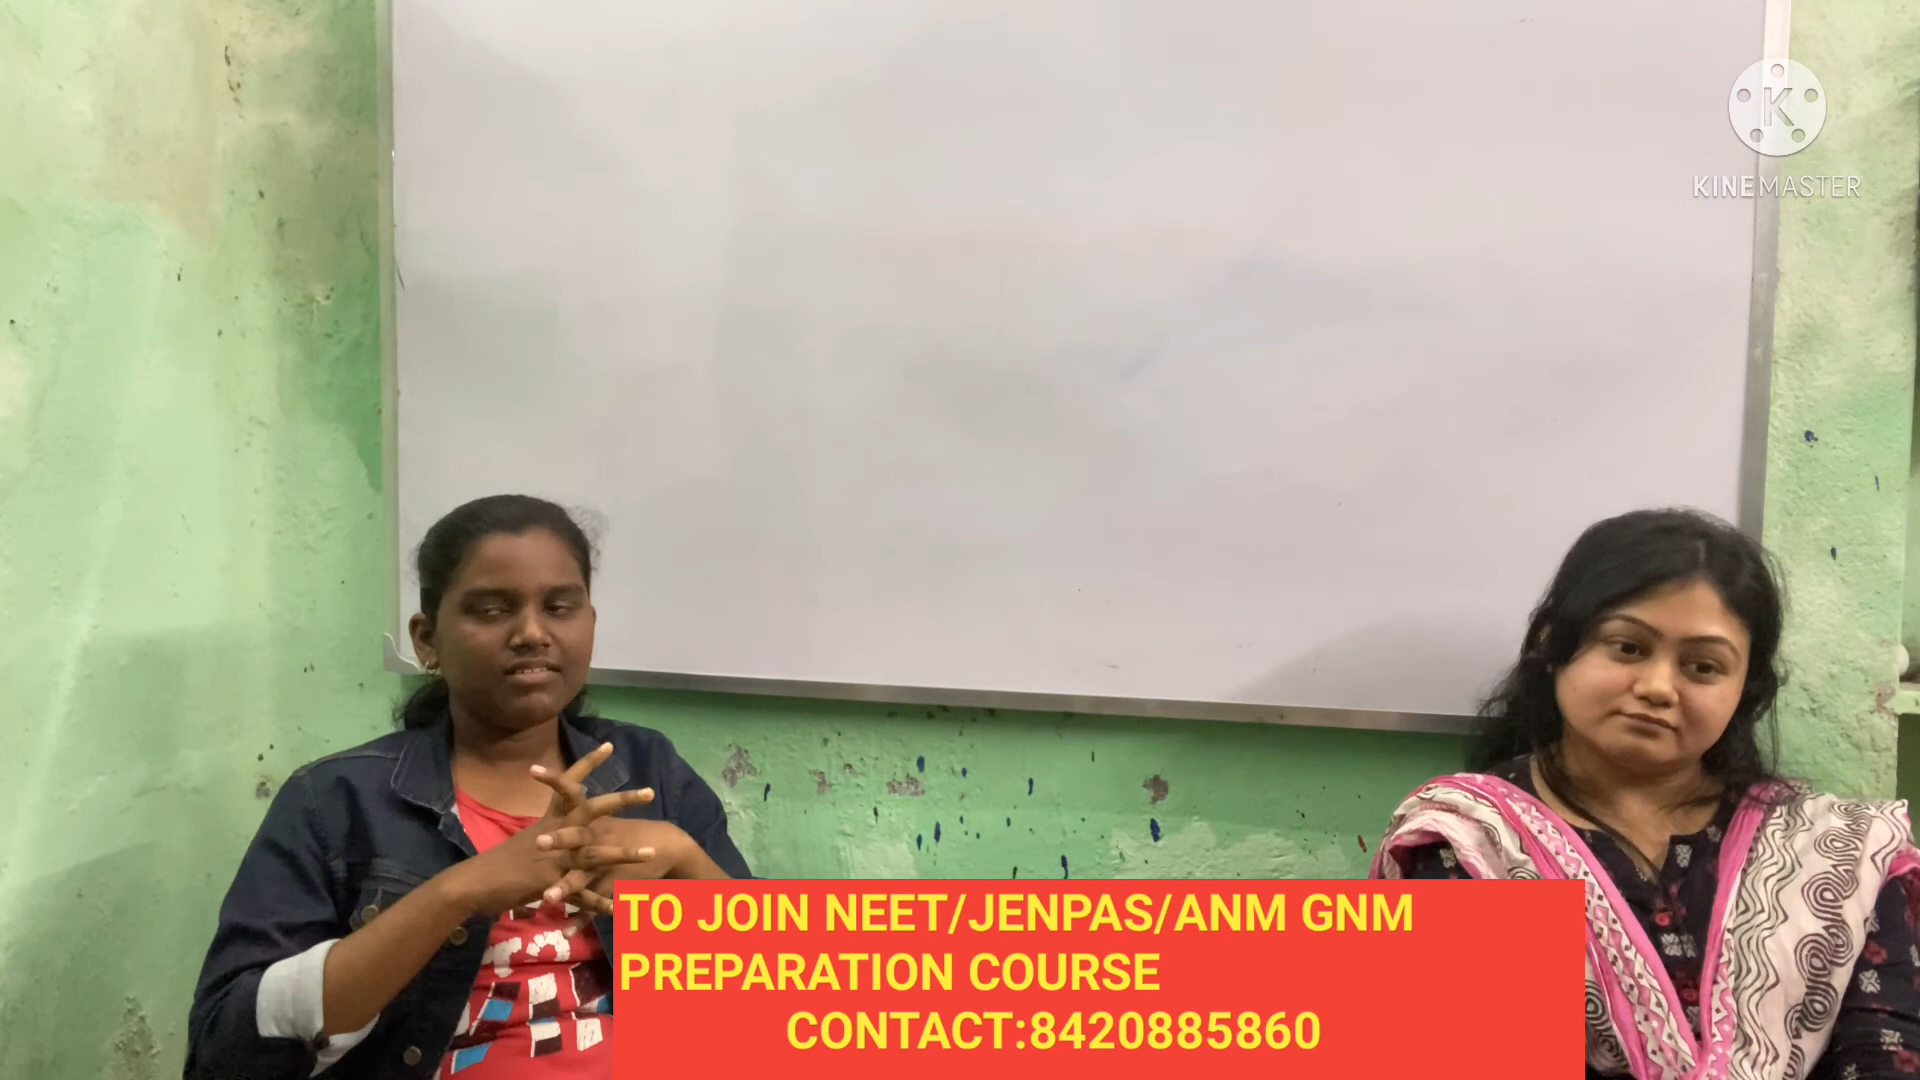 K
KINEMASTER
TO JOIN NEET/JENPAS/ANM GNM
PREPARATION COURSE
CONTACT:8420885860